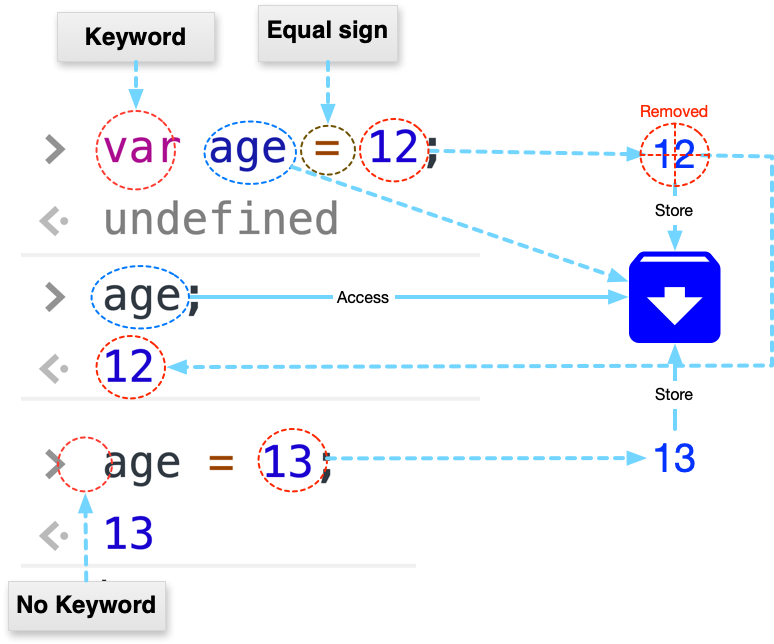 Keyword
Equal sign
Removed
> var age = 12;
12
Store
undefined
> age;
Access
12
Store
> age = 13;
13
13
No Keyword